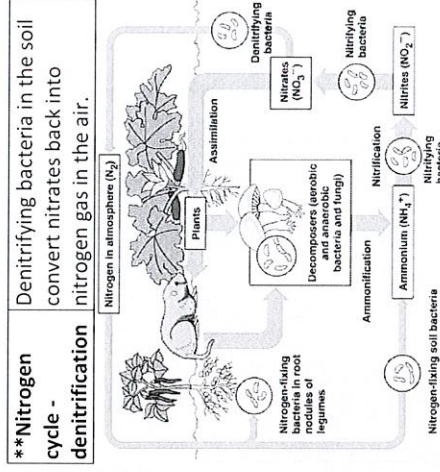 **Nitrogen
cycle -
denitrification
Denitrifying bacteria in the soil
convert nitrates back into
nitrogen gas in the air.
Nitrogen in atmosphere (N₂)
Plants
Assimilation
Denitrifying
bacteria
Nitrates
(NO₃⁻)
Nitrifying
bacteria
Nitrogen-fixing
bacteria in root
nodules of
legumes
Decomposers (aerobic
and anaerobic
bacteria and fungi)
Ammonification
Nitrification
Nitrites (NO₂⁻)
Ammonium (NH₄⁺)
Nitrifying
bacteria
Nitrogen-fixing soil bacteria